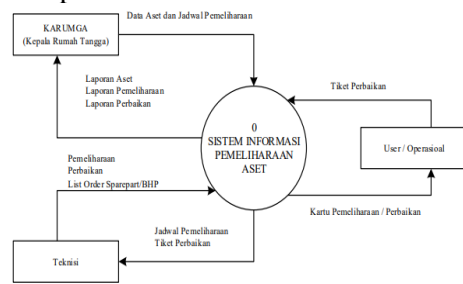 KARUMGA
(Kepala Rumah Tangga)
Data Aset dan Jadwal Pemeliharaan
Laporan Aset
Laporan Pemeliharaan
Laporan Perbaikan
Tiket Perbaikan
0
SISTEM INFORMASI
PEMELIHARAAN
ASET
User / Operasioal
Pemeliharaan
Perbaikan
List Order Sparepart/BHP
Kartu Pemeliharaan / Perbaikan
Jadwal Pemeliharaan
Tiket Perbaikan
Teknisi